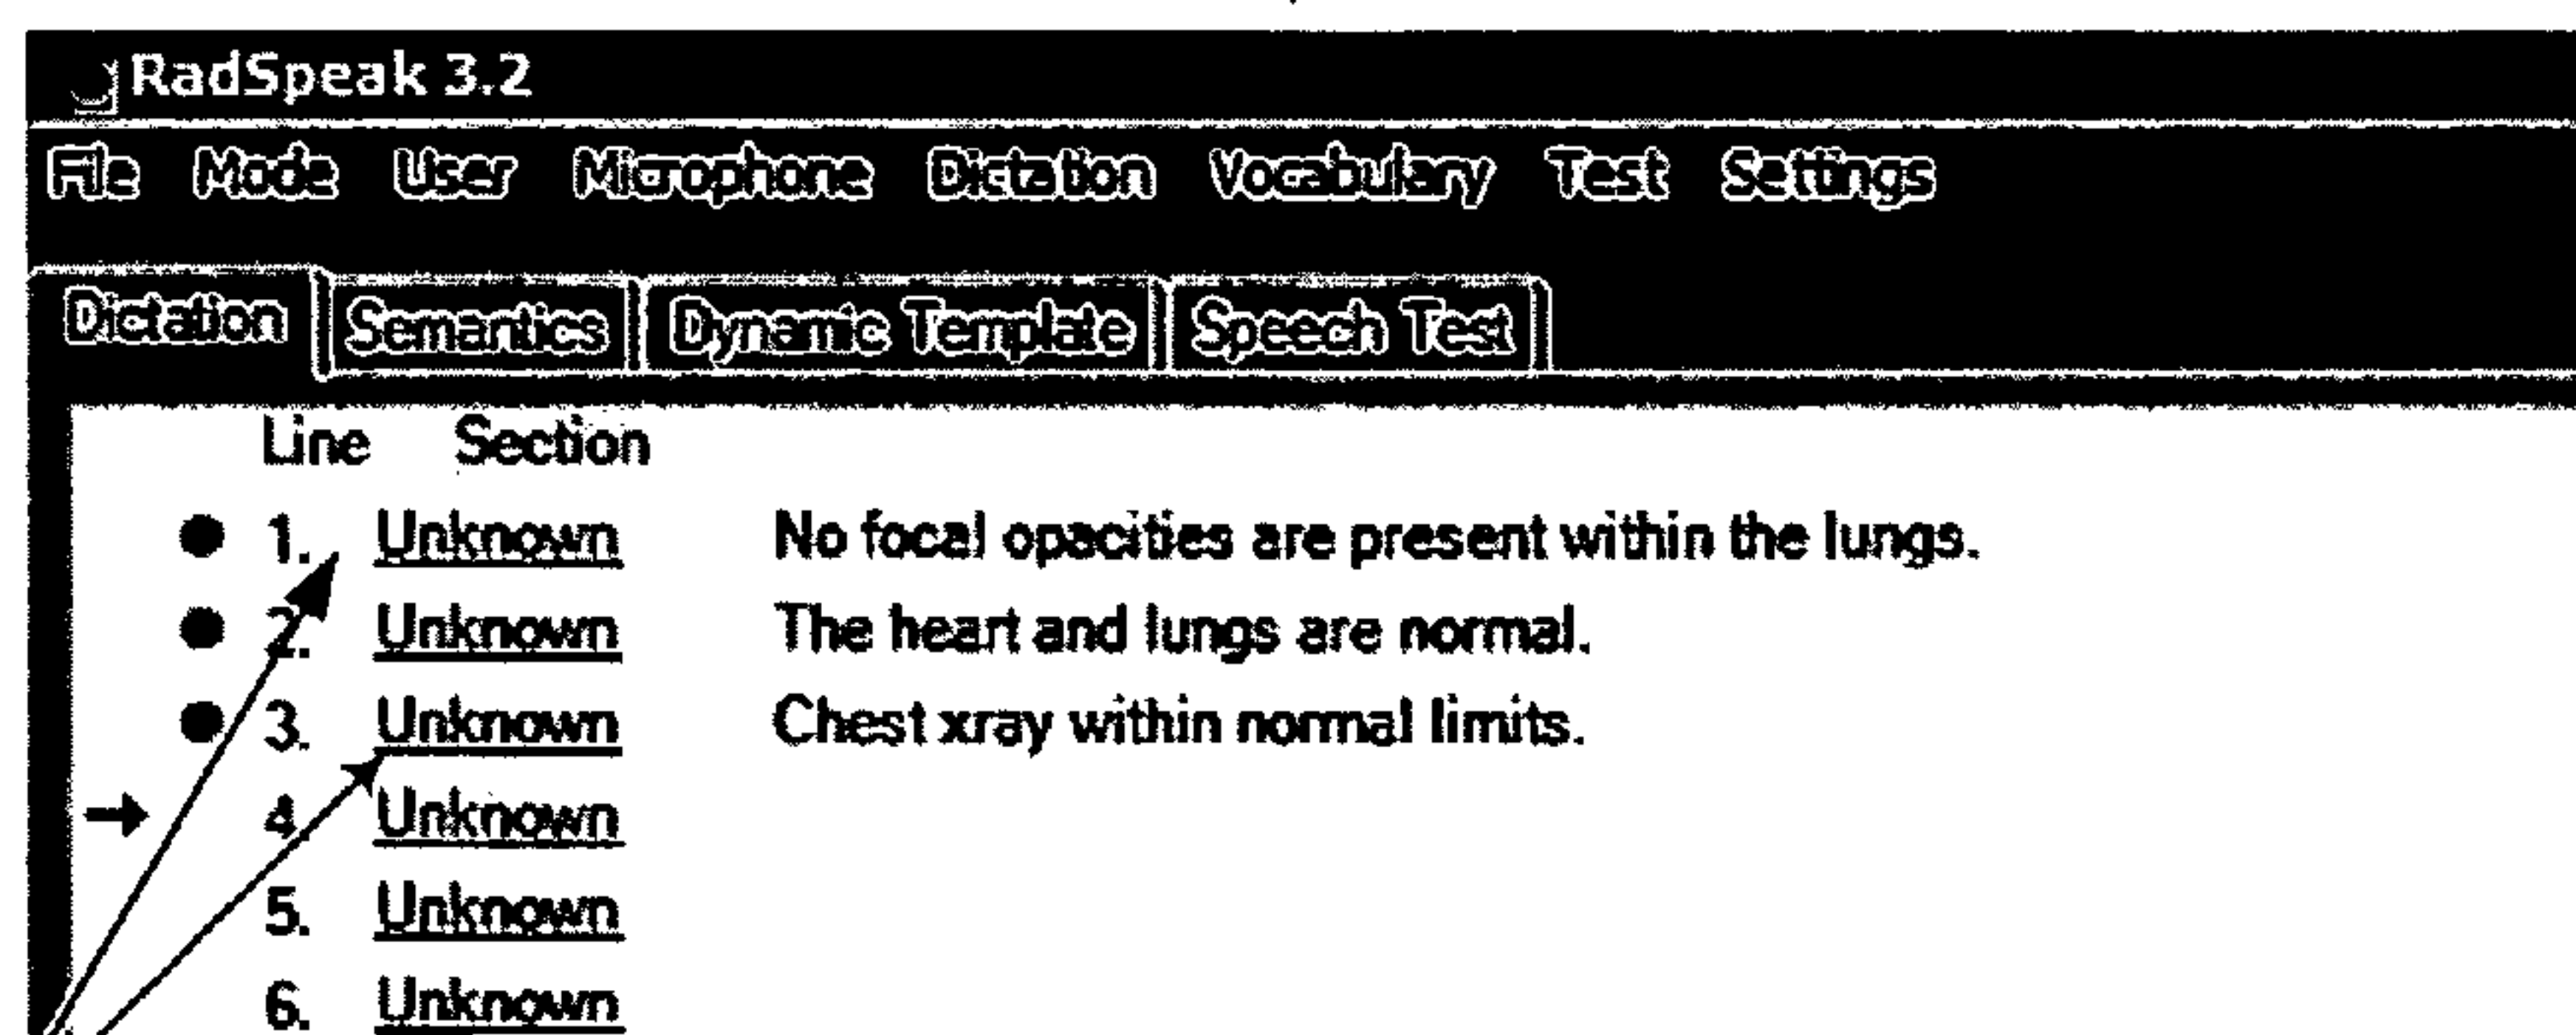 RadSpeak 3.2
File Mode User Microphone Dictation Vocabulary Test Settings
Dictation Semantics Dynamic Template Speech Test
Line Section
1. Unknown No focal opacities are present within the lungs.
2. Unknown The heart and lungs are normal.
3. Unknown Chest xray within normal limits.
4. Unknown
5. Unknown
6. Unknown